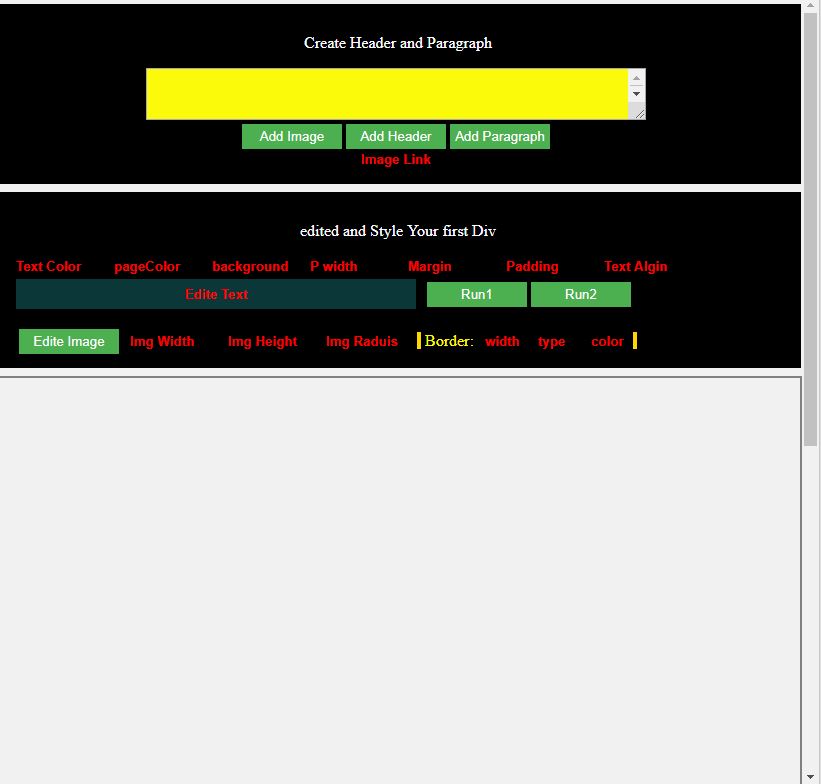 Create Header and Paragraph
Add Image Add Header Add Paragraph
Image Link
edited and Style Your first Div
Text Color pageColor background P width Margin Padding Text Algin
Edite Text Run1 Run2
Edite Image Img Width Img Height Img Raduis Border: width type color